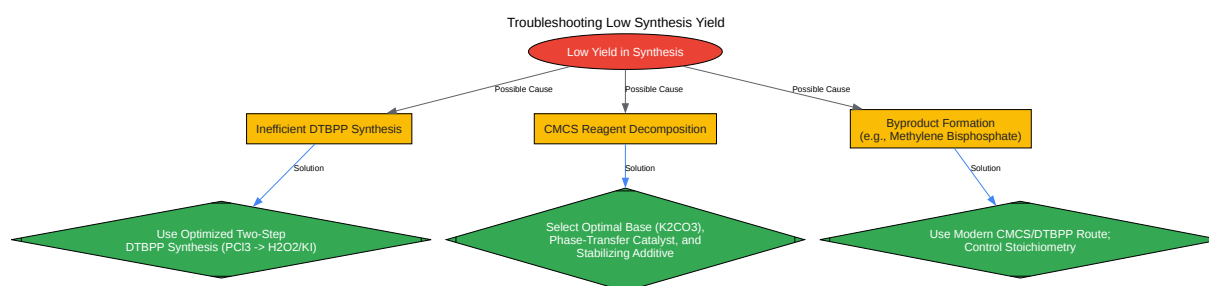 Troubleshooting Low Synthesis Yield
Low Yield in Synthesis
Possible Cause
Possible Cause
Possible Cause
Inefficient DTBPP Synthesis
CMCS Reagent Decomposition
Byproduct Formation
(e.g., Methylene Bisphosphate)
Solution
Solution
Solution
Use Optimized Two-Step
DTBPP Synthesis (PCl3 -> H2O2/KI)
Select Optimal Base (K2CO3),
Phase-Transfer Catalyst, and
Stabilizing Additive
Use Modern CMCS/DTBPP Route;
Control Stoichiometry